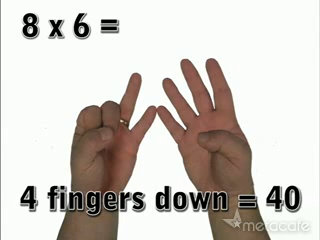 8 x 6 =
4 fingers down = 40
metacafe